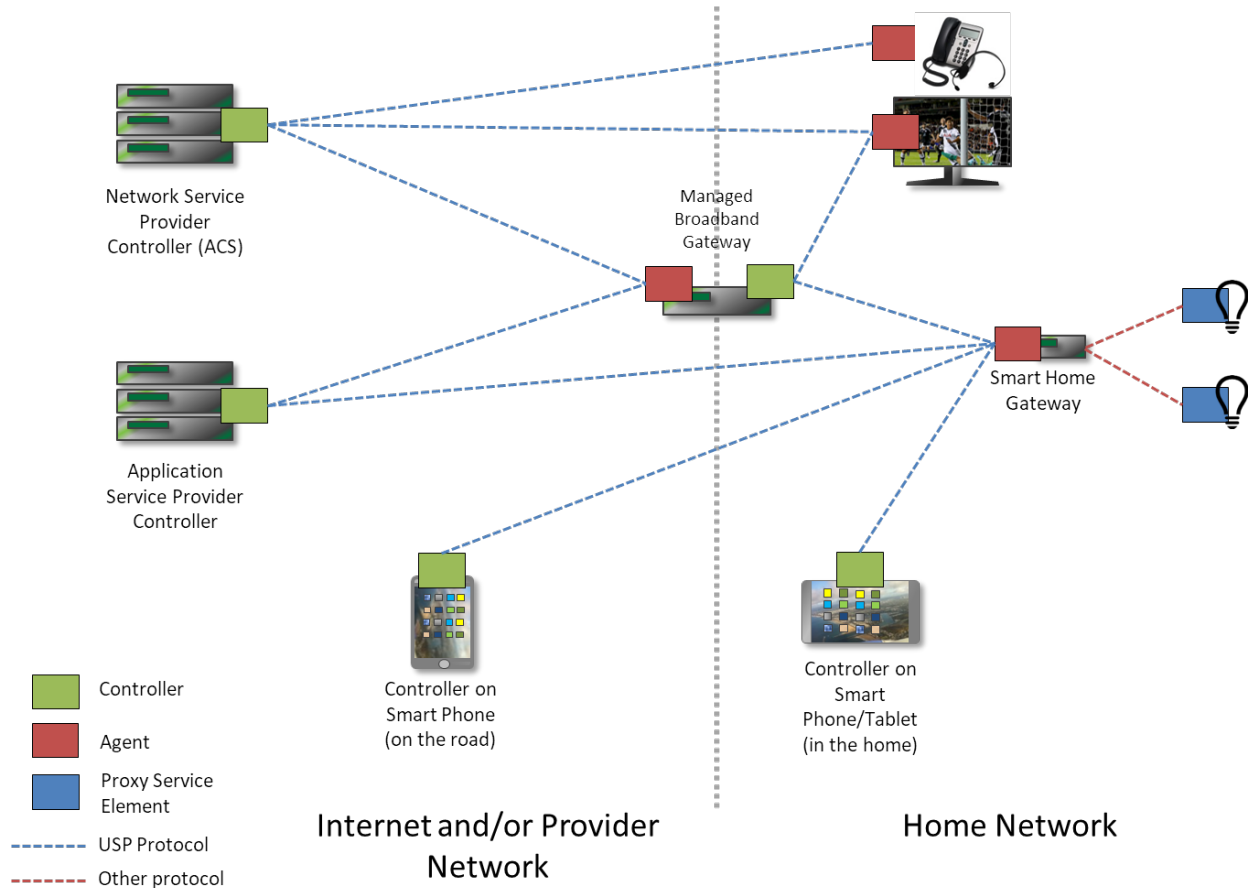 Network Service
Provider
Controller (ACS)
Managed
Broadband
Gateway
Smart Home
Gateway
Application
Service Provider
Controller
Controller on
Smart Phone
(on the road)
Controller on
Smart
Phone/Tablet
(in the home)
Controller
Agent
Proxy Service
Element
USP Protocol
Other protocol
Internet and/or Provider
Network
Home Network